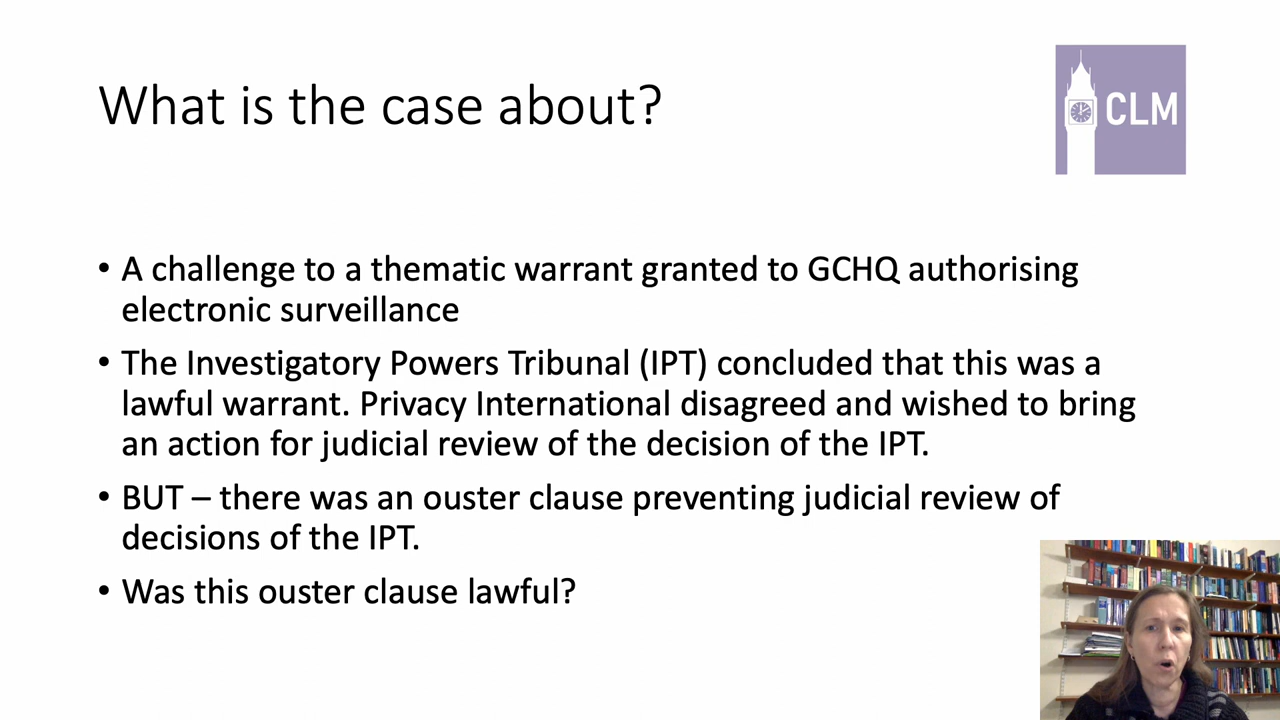 What is the case about?
CLM
• A challenge to a thematic warrant granted to GCHQ authorising
electronic surveillance
• The Investigatory Powers Tribunal (IPT) concluded that this was a
lawful warrant. Privacy International disagreed and wished to bring
an action for judicial review of the decision of the IPT.
• BUT – there was an ouster clause preventing judicial review of
decisions of the IPT.
• Was this ouster clause lawful?